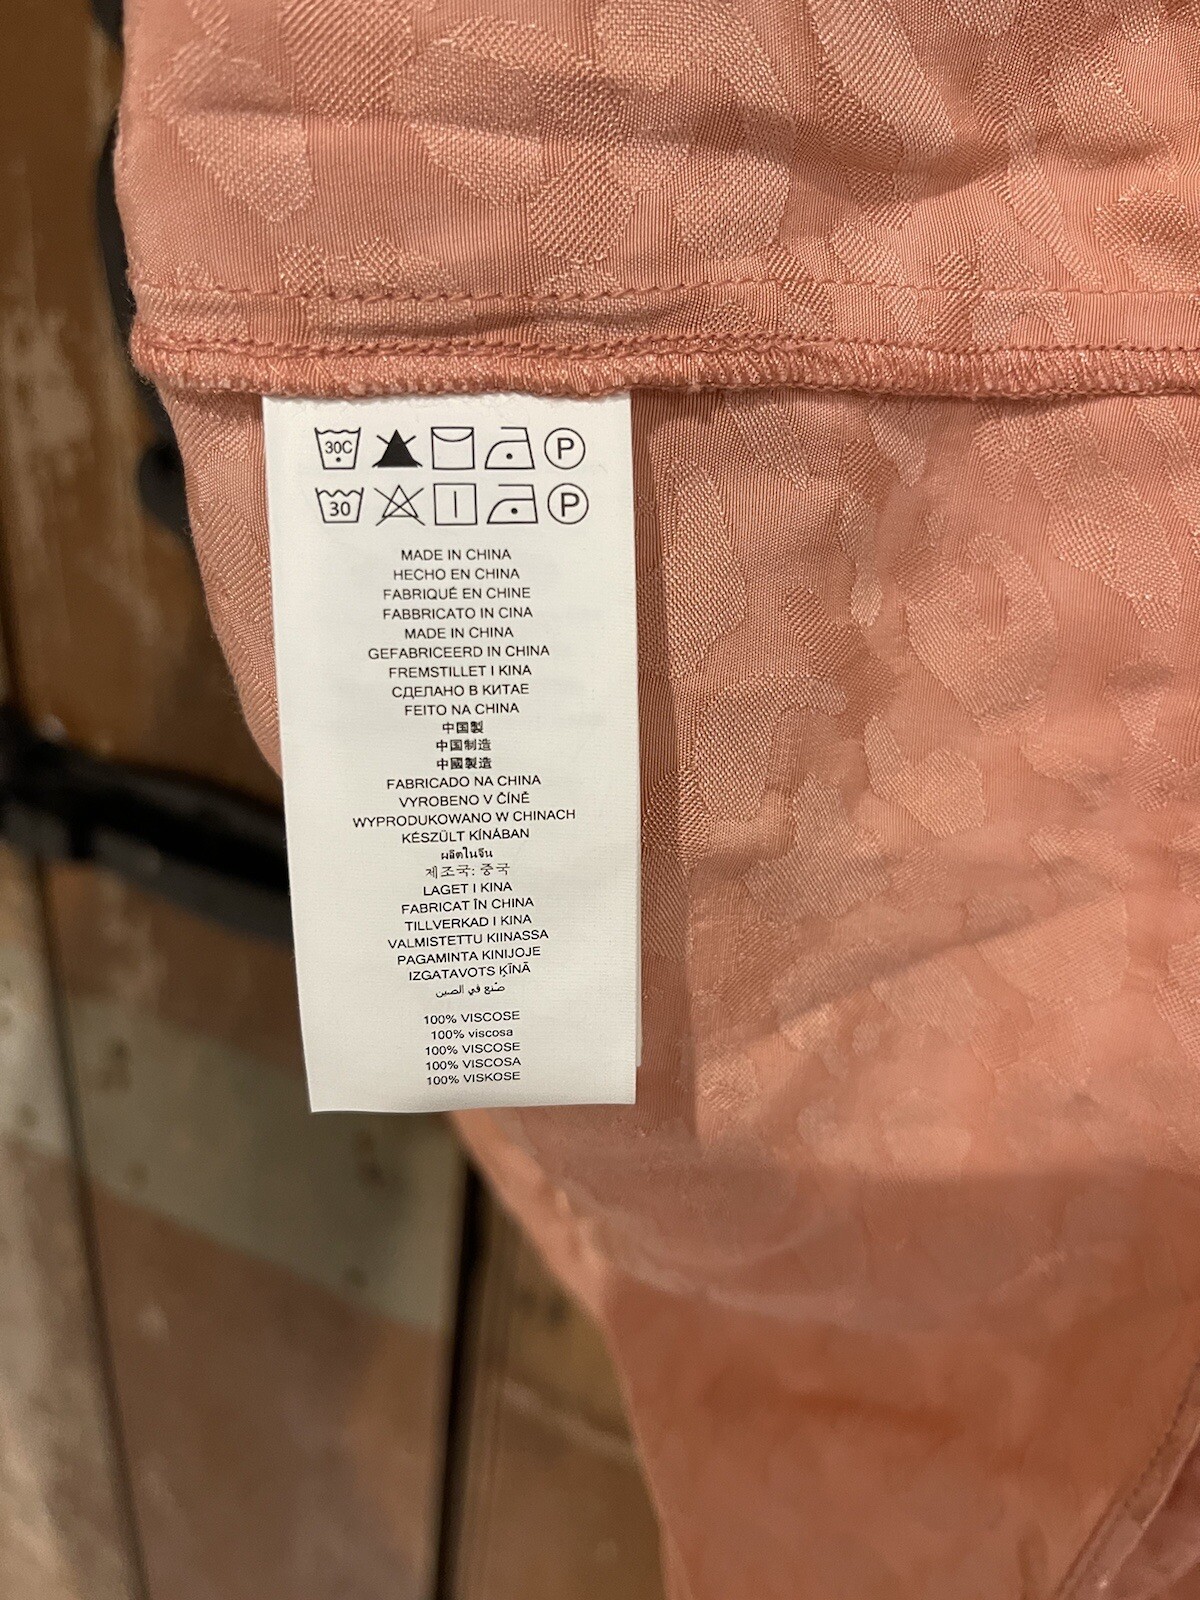 30C P
30 P
MADE IN CHINA
HECHO EN CHINA
FABRIQUÉ EN CHINE
FABBRICATO IN CINA
MADE IN CHINA
GEFABRICEERD IN CHINA
FREMSTILLET I KINA
СДЕЛАНО В КИТАЕ
FEITO NA CHINA
中国製
中国制造
中國製造
FABRICADO NA CHINA
VYROBENO V ČÍNĚ
WYPRODUKOWANO W CHINACH
KÉSZÜLT KÍNÁBAN
ผลิตในจีน
제조국: 중국
LAGET I KINA
FABRICAT ÎN CHINA
TILLVERKAD I KINA
VALMISTETTU KIINASSA
PAGAMINTA KINIJOJE
IZGATAVOTS ĶĪNĀ
صُنع في الصين
100% VISCOSE
100% viscosa
100% VISCOSE
100% VISCOSA
100% VISKOSE